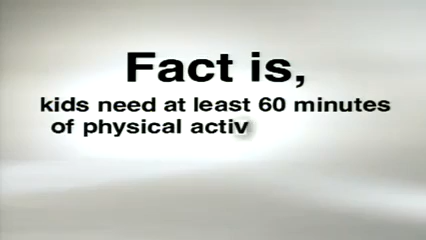 Fact is,
kids need at least 60 minutes
of physical activ